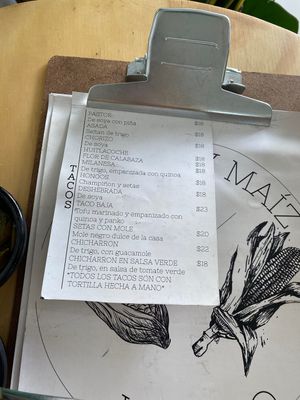 TACOS
PASTOR
De soya con piña $18
ASADA
Seitan de trigo $18
CHORIZO
De soya $18
HUITLACOCHE $18
FLOR DE CALABAZA $18
MILANESA
De trigo, empanizada con quinoa $18
HONGOS
Champiñon y setas $18
DESHEBRADA
De soya $18
TACO BAJA
Tofu marinado y empanizado con $23
quinoa y panko
SETAS CON MOLE $20
Mole negro dulce de la casa
CHICHARRON
De trigo, con guacamole $22
CHICHARRON EN SALSA VERDE
De trigo, en salsa de tomate verde $18
*TODOS LOS TACOS SON CON
TORTILLA HECHA A MANO*
MAÍZ